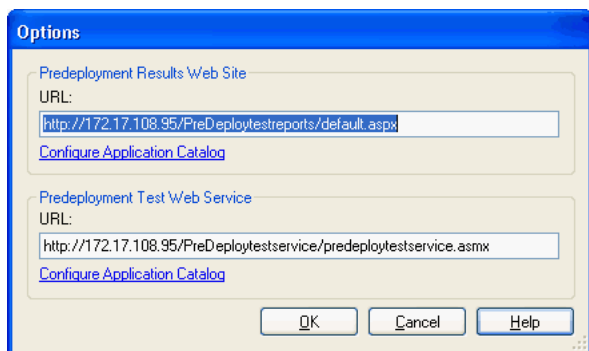 Options
Predeployment Results Web Site
URL:
http://172.17.108.95/PreDeploytestreports/default.aspx
Configure Application Catalog
Predeployment Test Web Service
URL:
http://172.17.108.95/PreDeploytestservice/predeploytestservice.asmx
Configure Application Catalog
OK Cancel Help